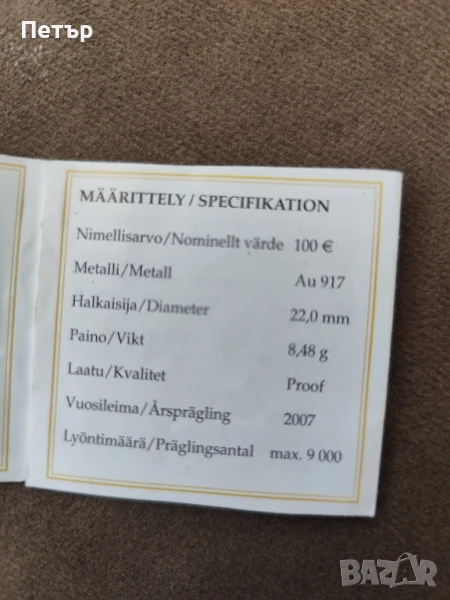 Петър
MÄÄRITTELY / SPECIFIKATION
Nimellisarvo/Nominellt värde 100 €
Metalli/Metall Au 917
Halkaisija/Diameter 22,0 mm
Paino/Vikt 8,48 g
Laatu/Kvalitet Proof
Vuosileima/Årsprägling 2007
Lyöntimäärä/Präglingsantal max. 9 000
BAZAR